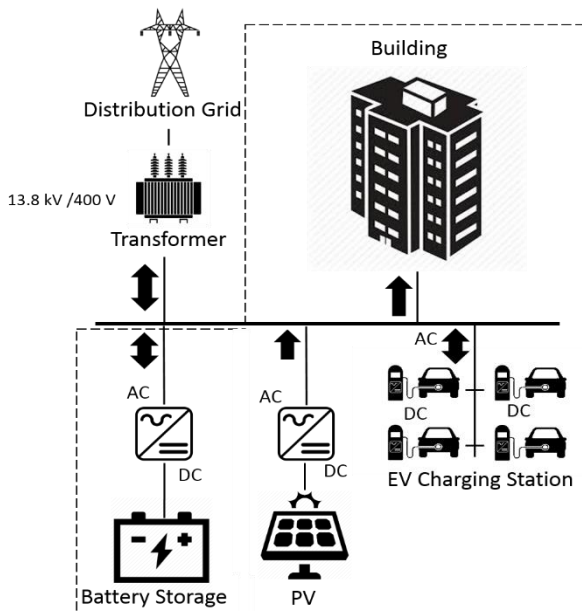 Building
Distribution Grid
13.8 kV /400 V
Transformer
AC
AC
AC
DC
DC
DC
DC
EV Charging Station
Battery Storage
PV